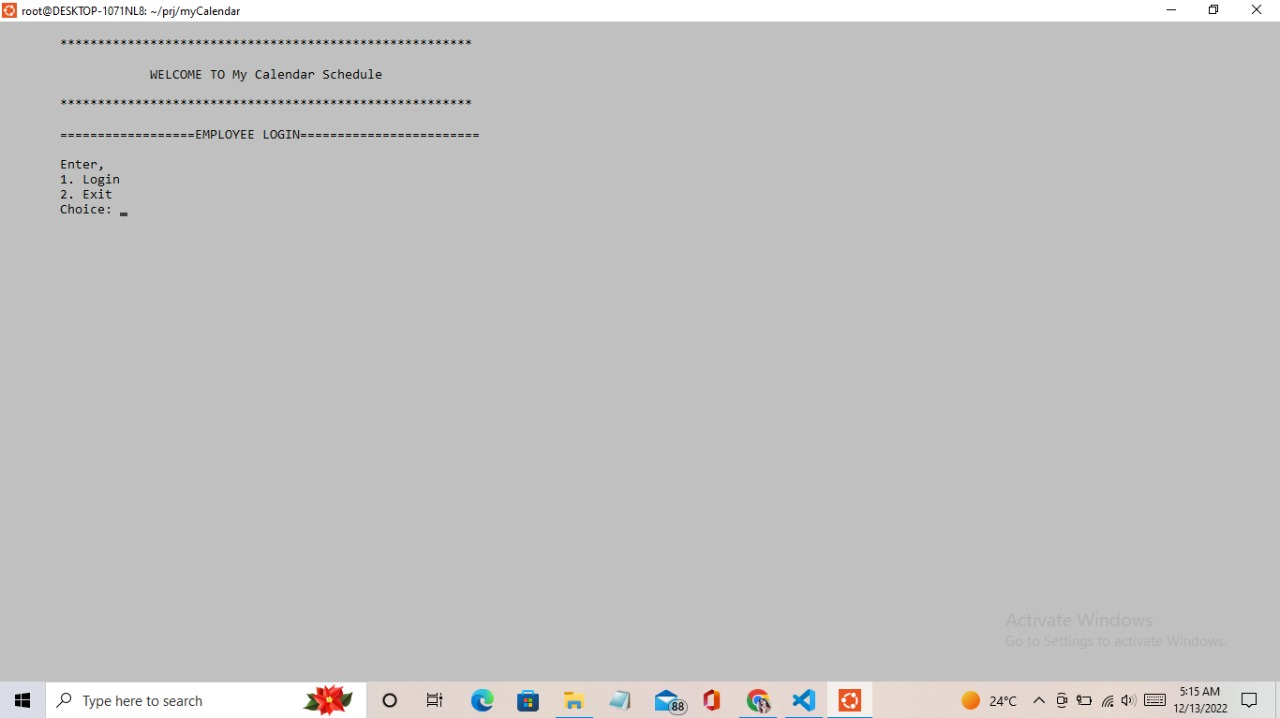 root@DESKTOP-1071NL8: ~/prj/myCalendar
*******************************************************
WELCOME TO My Calendar Schedule
*******************************************************
==================EMPLOYEE LOGIN========================
Enter,
1. Login
2. Exit
Choice:
Activate Windows
Go to Settings to activate Windows.
Type here to search
88
24°C
5:15 AM
12/13/2022